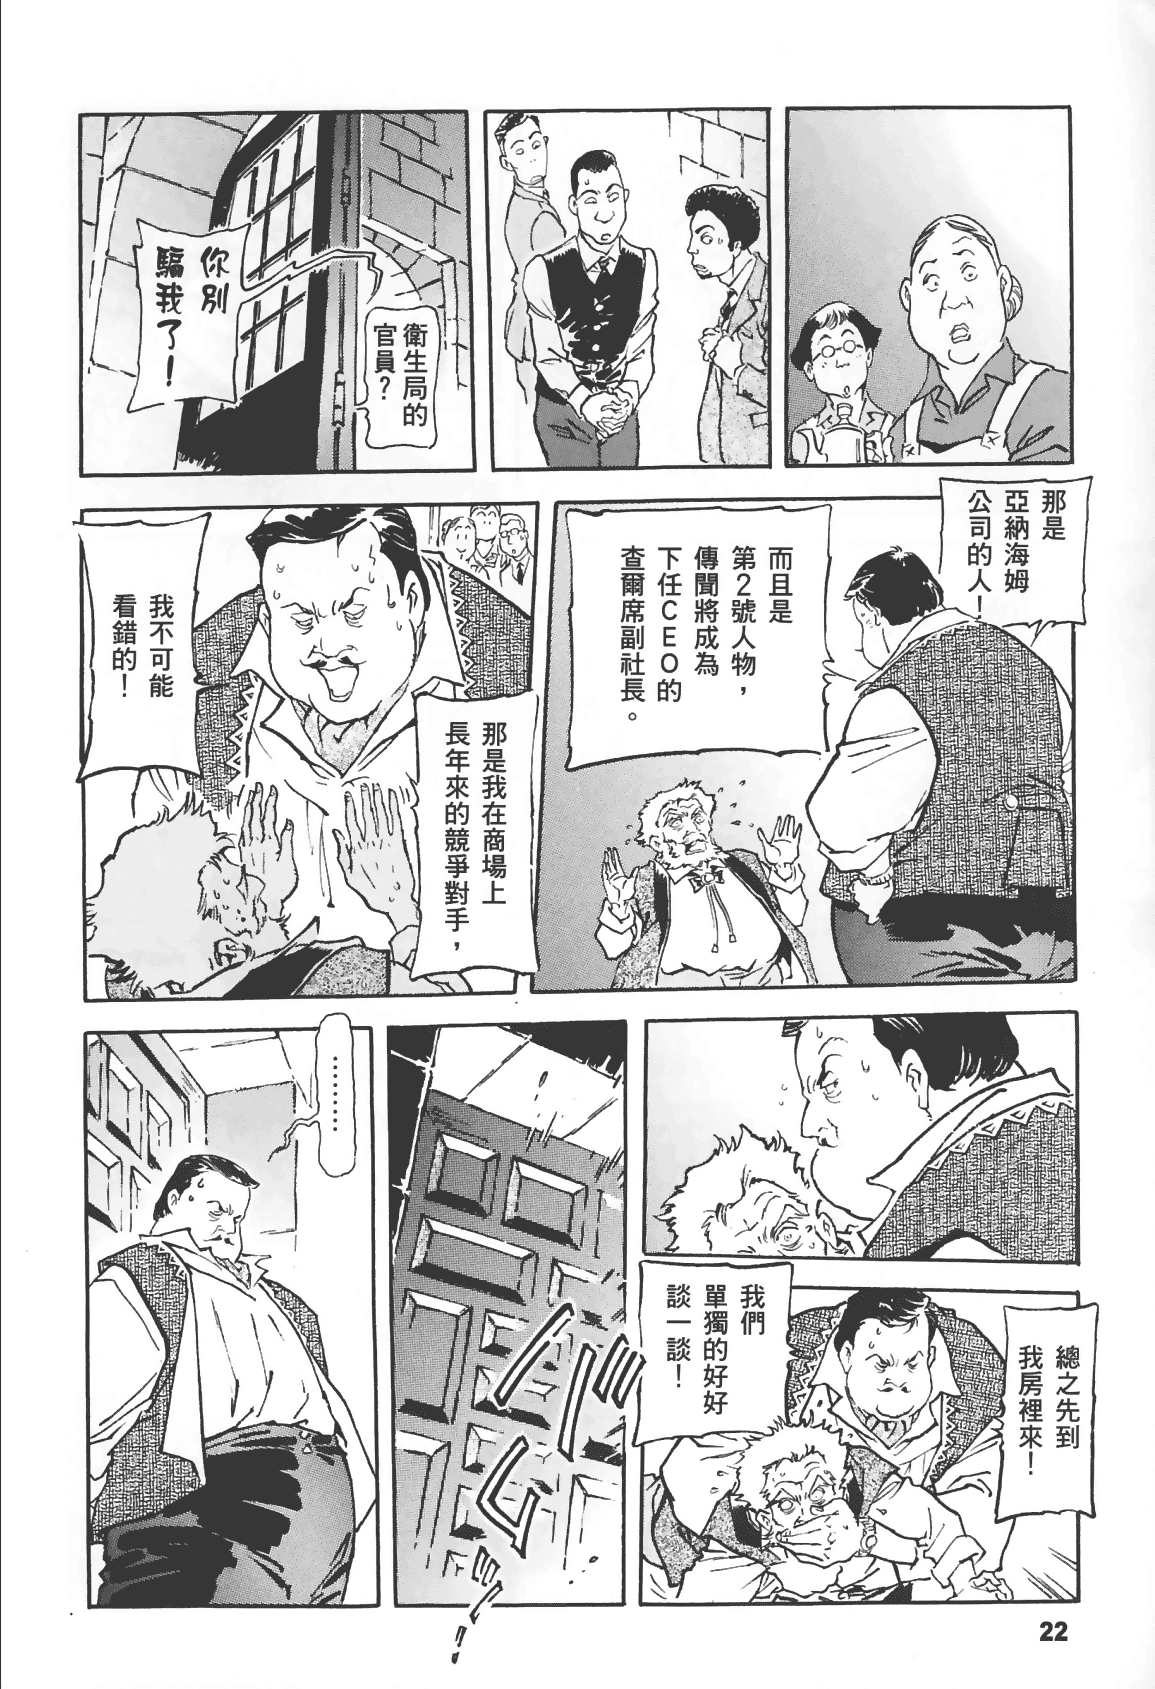 衛生局的
官員？
你別
騙我了！
那是
亞納海姆
公司的人！
而且是
第2號人物，
傳聞將成為
下任CEO的
查爾席副社長。
那是我在商場上
長年來的競爭對手，
我不可能
看錯的！
總之先到
我房裡來！
我們
單獨的好好
談一談！
………
22